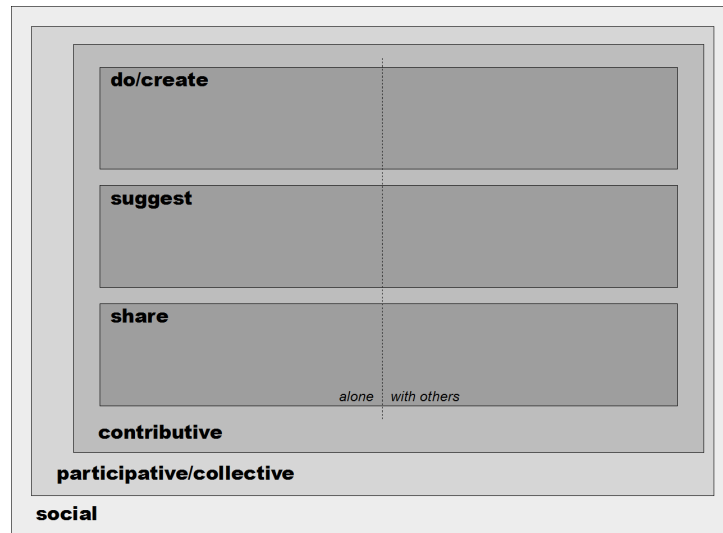 do/create
suggest
share
alone with others
contributive
participative/collective
social